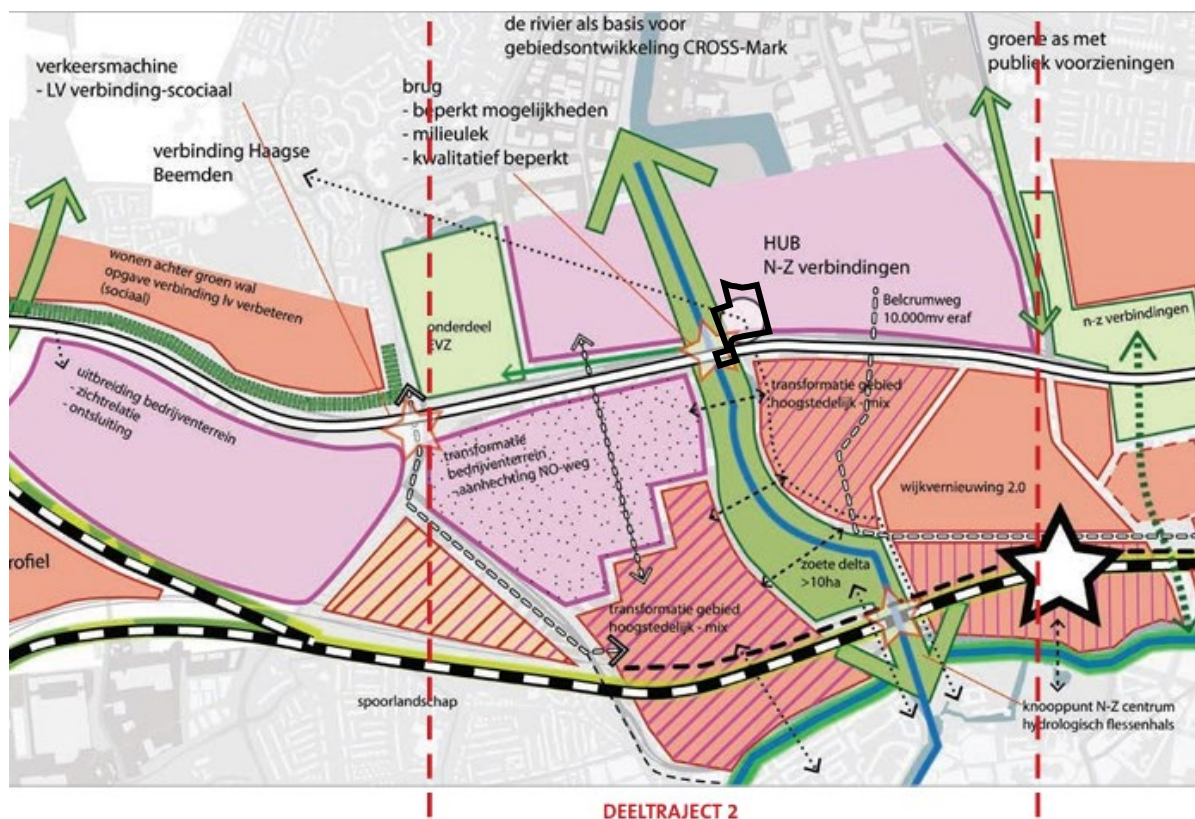 de rivier als basis voor
gebiedsontwikkeling CROSS-Mark
groene as met
publiek voorzieningen
verkeersmachine
- LV verbinding-scociaal
brug
- beperkt mogelijkheden
- milieulek
- kwalitatief beperkt
verbinding Haagse
Beemden
wonen achter groen wal
opgave verbinding lv verbeteren
(sociaal)
HUB
N-Z verbindingen
Belcrumweg
10.000mv eraf
n-z verbindingen
onderdeel
EVZ
uitbreiding bedrijventerrein
- zichtrelatie
- ontsluiting
transformatie gebied
hoogstedelijk - mix
transformatie
bedrijventerrein
- aanhechting NO-weg
wijkvernieuwing 2.0
rofiel
zoete delta
>10ha
transformatie gebied
hoogstedelijk - mix
spoorlandschap
knooppunt N-Z centrum
hydrologisch flessenhals
DEELTRAJECT 2